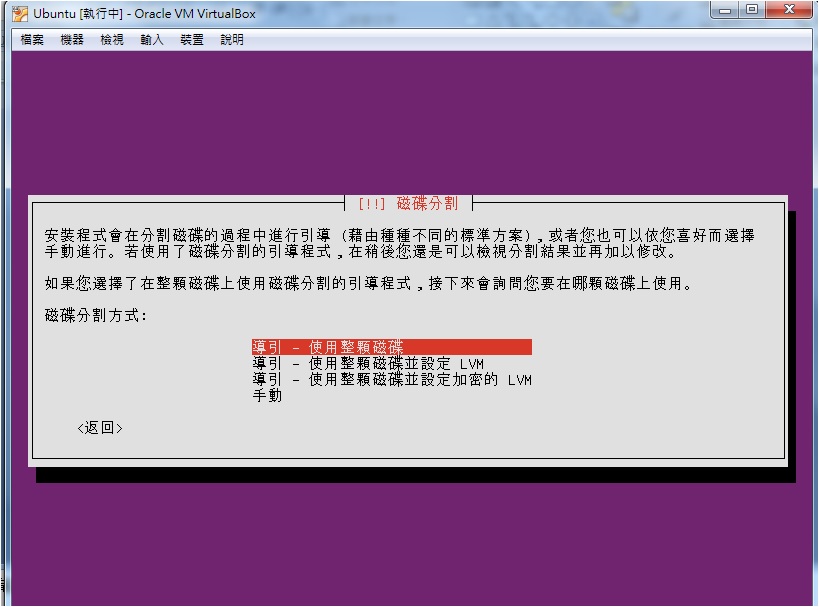 Ubuntu [執行中] - Oracle VM VirtualBox
檔案 機器 檢視 輸入 裝置 說明
[!!] 磁碟分割
安裝程式會在分割磁碟的過程中進行引導 (藉由種種不同的標準方案)，或者您也可以依您喜好而選擇
手動進行。若使用了磁碟分割的引導程式，在稍後您還是可以檢視分割結果並再加以修改。
如果您選擇了在整顆磁碟上使用磁碟分割的引導程式，接下來會詢問您要在哪顆磁碟上使用。
磁碟分割方式：
導引 - 使用整顆磁碟
導引 - 使用整顆磁碟並設定 LVM
導引 - 使用整顆磁碟並設定加密的 LVM
手動
<返回>